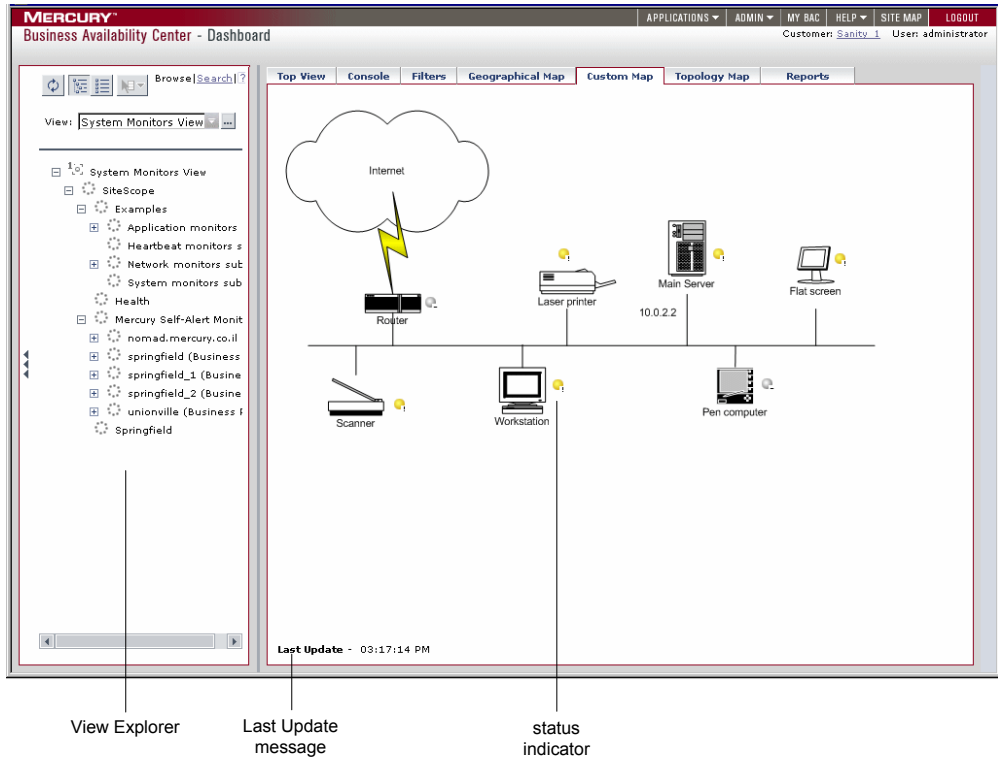 MERCURY™
APPLICATIONS ADMIN MY BAC HELP SITE MAP LOGOUT
Business Availability Center - Dashboard
Customer: Sanity 1 User: administrator
Browse|Search|?
View: System Monitors View ...
System Monitors View
SiteScope
Examples
Application monitors
Heartbeat monitors s
Network monitors sub
System monitors sub
Health
Mercury Self-Alert Monit
nomad.mercury.co.il
springfield (Business
springfield_1 (Busine
springfield_2 (Busine
unionville (Business
Springfield
Top View Console Filters Geographical Map Custom Map Topology Map Reports
Internet
Router
Laser printer
Main Server
10.0.2.2
Flat screen
Scanner
Workstation
Pen computer
Last Update - 03:17:14 PM
View Explorer
Last Update
message
status
indicator